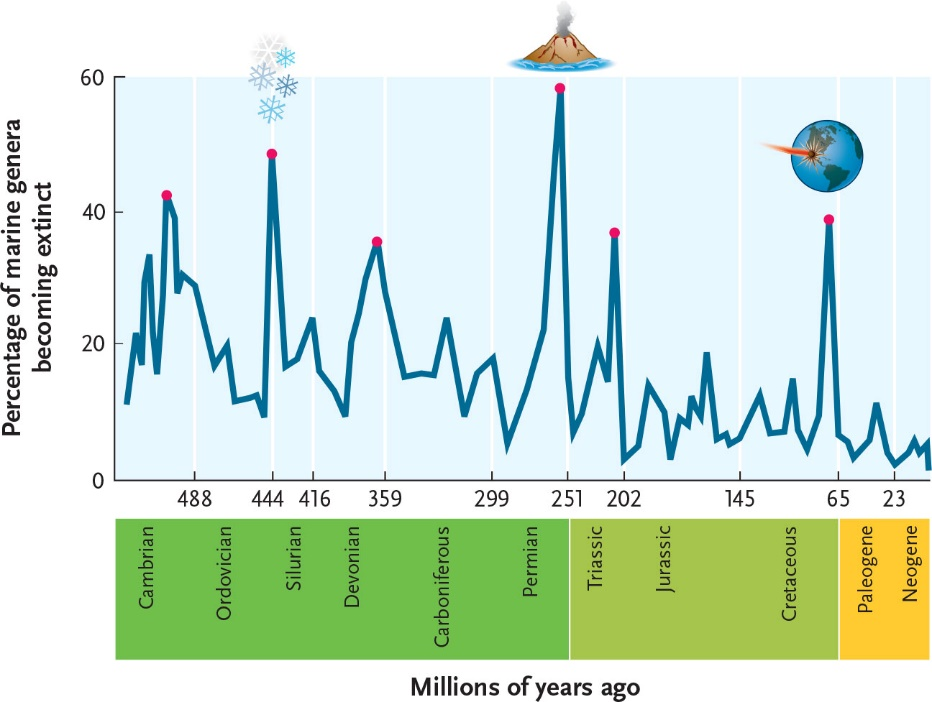 Percentage of marine genera
becoming extinct
60
40
20
0
488 444 416 359 299 251 202 145 65 23
Cambrian
Ordovician
Silurian
Devonian
Carboniferous
Permian
Triassic
Jurassic
Cretaceous
Paleogene
Neogene
Millions of years ago